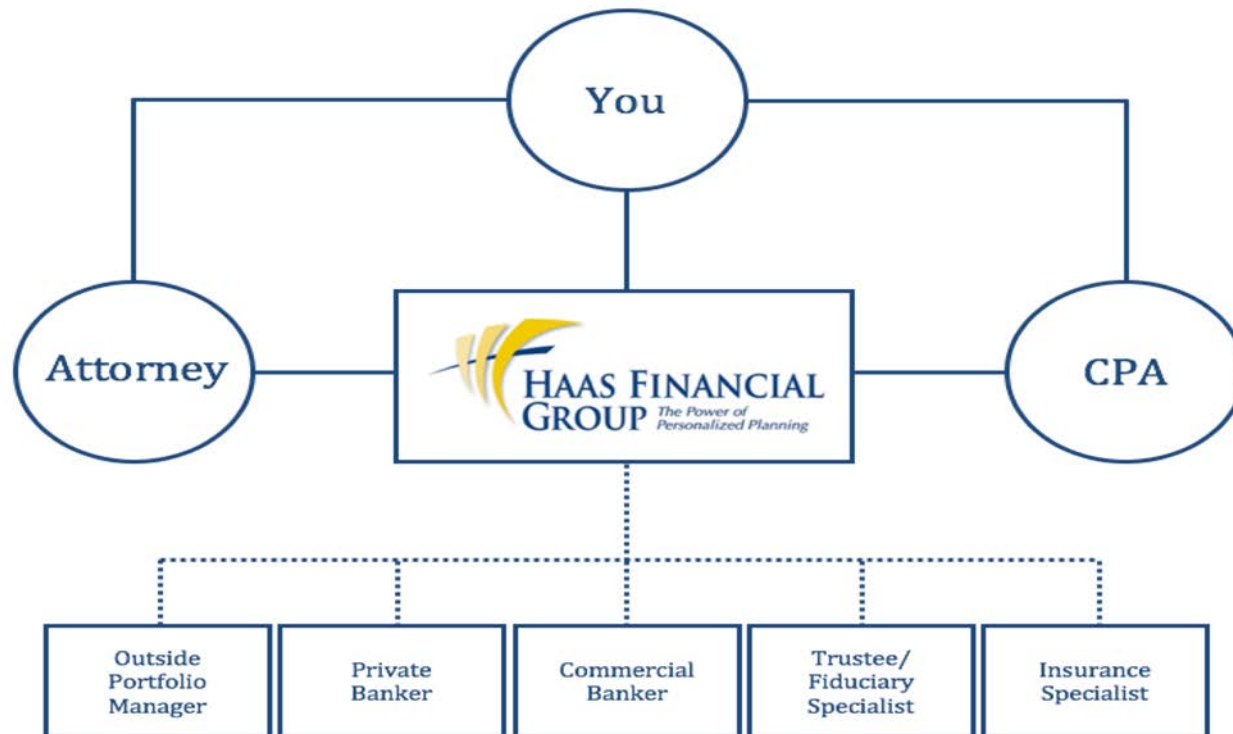 You
Attorney
HAAS FINANCIAL
GROUP The Power of
Personalized Planning
CPA
Outside
Portfolio
Manager
Private
Banker
Commercial
Banker
Trustee/
Fiduciary
Specialist
Insurance
Specialist